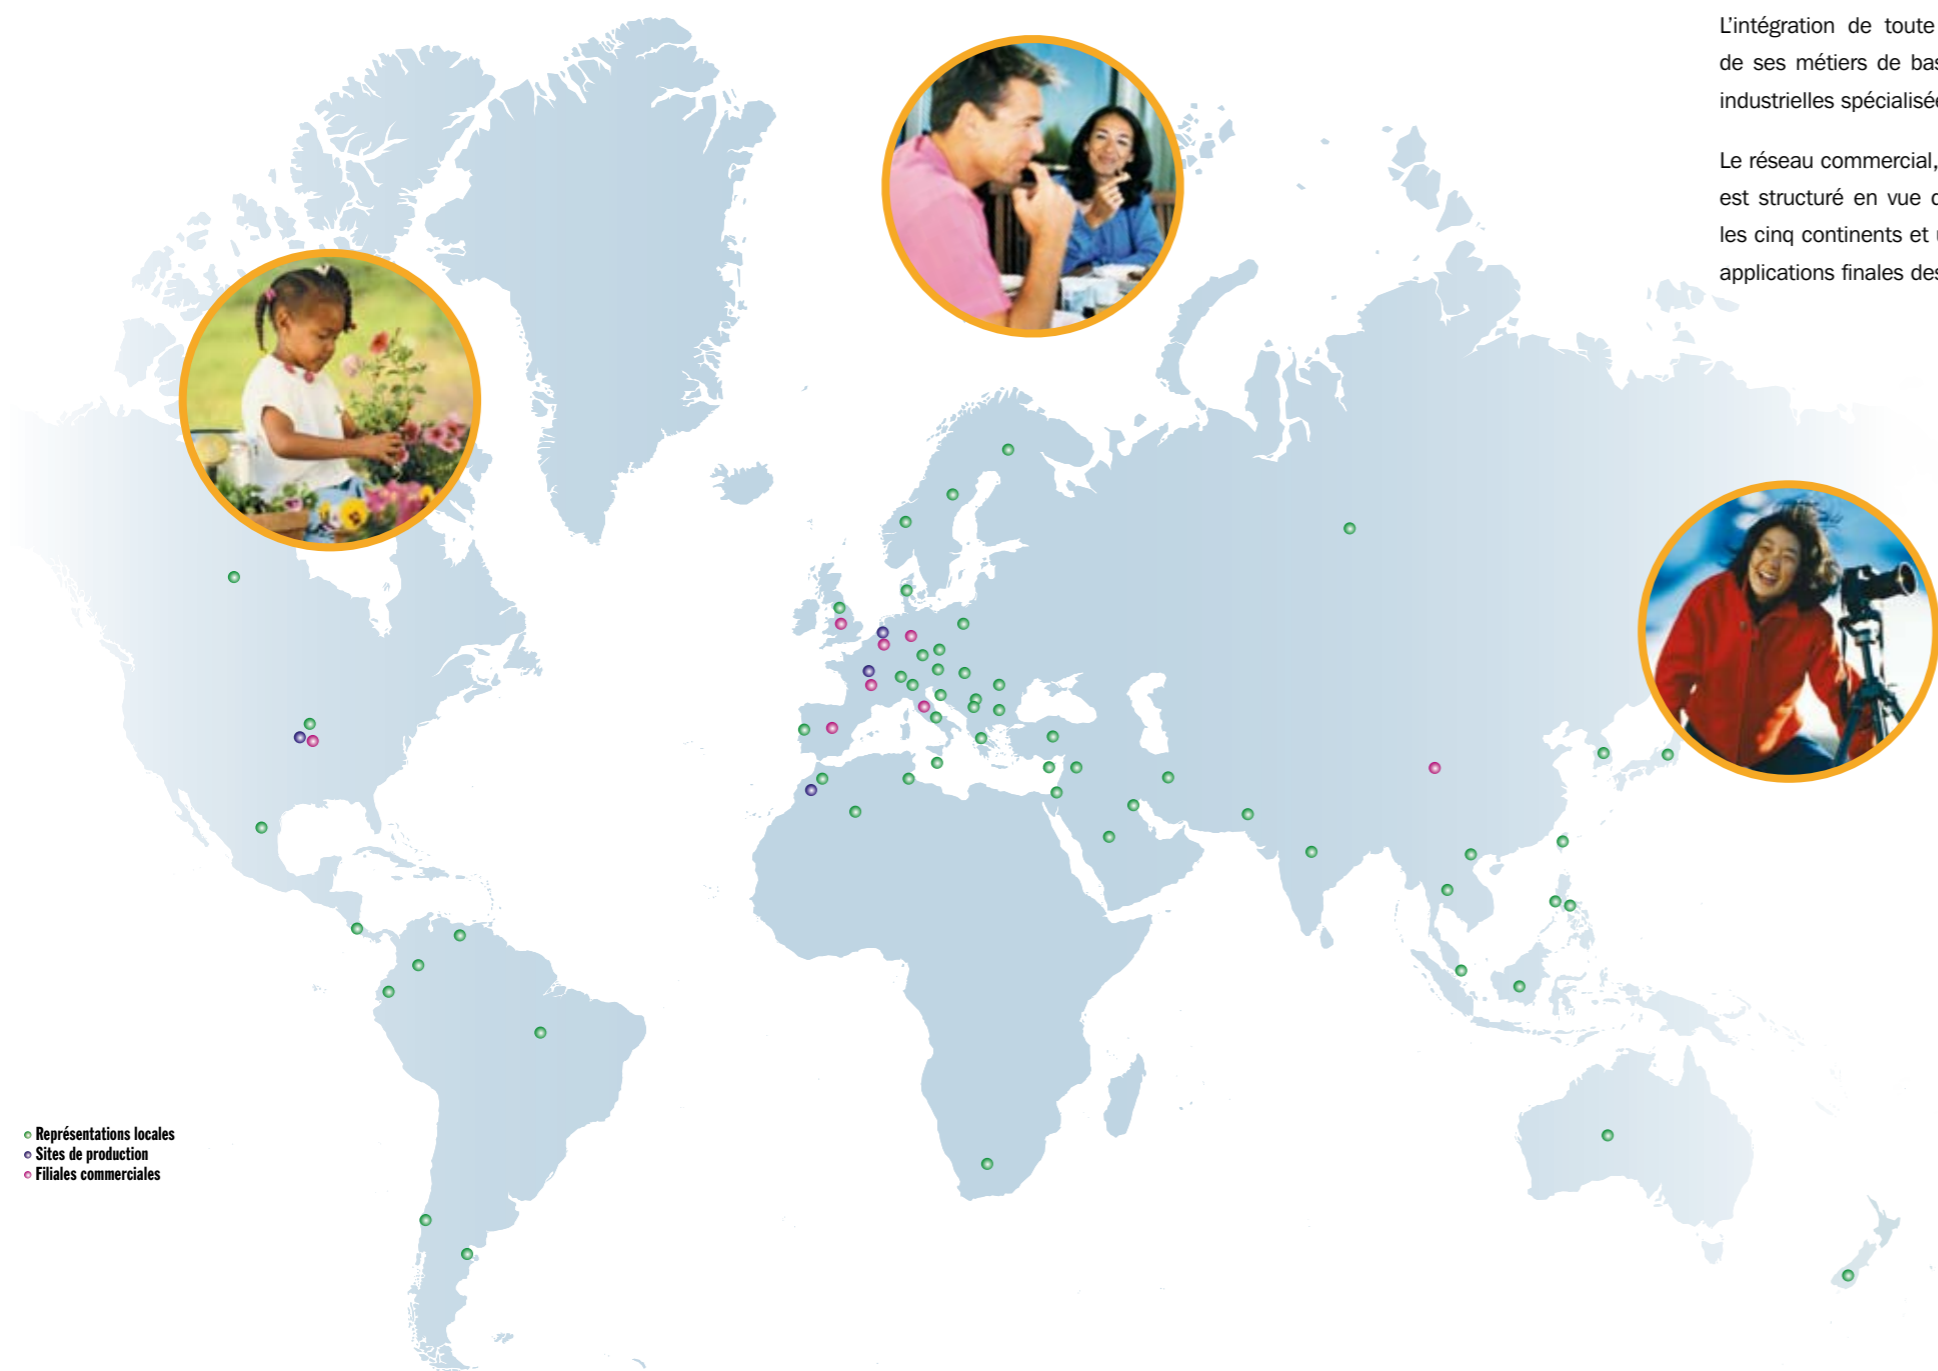 L'intégration de toute
de ses métiers de bas
industrielles spécialisée
Le réseau commercial,
est structuré en vue d
les cinq continents et u
applications finales des
Représentations locales
Sites de production
Filiales commerciales